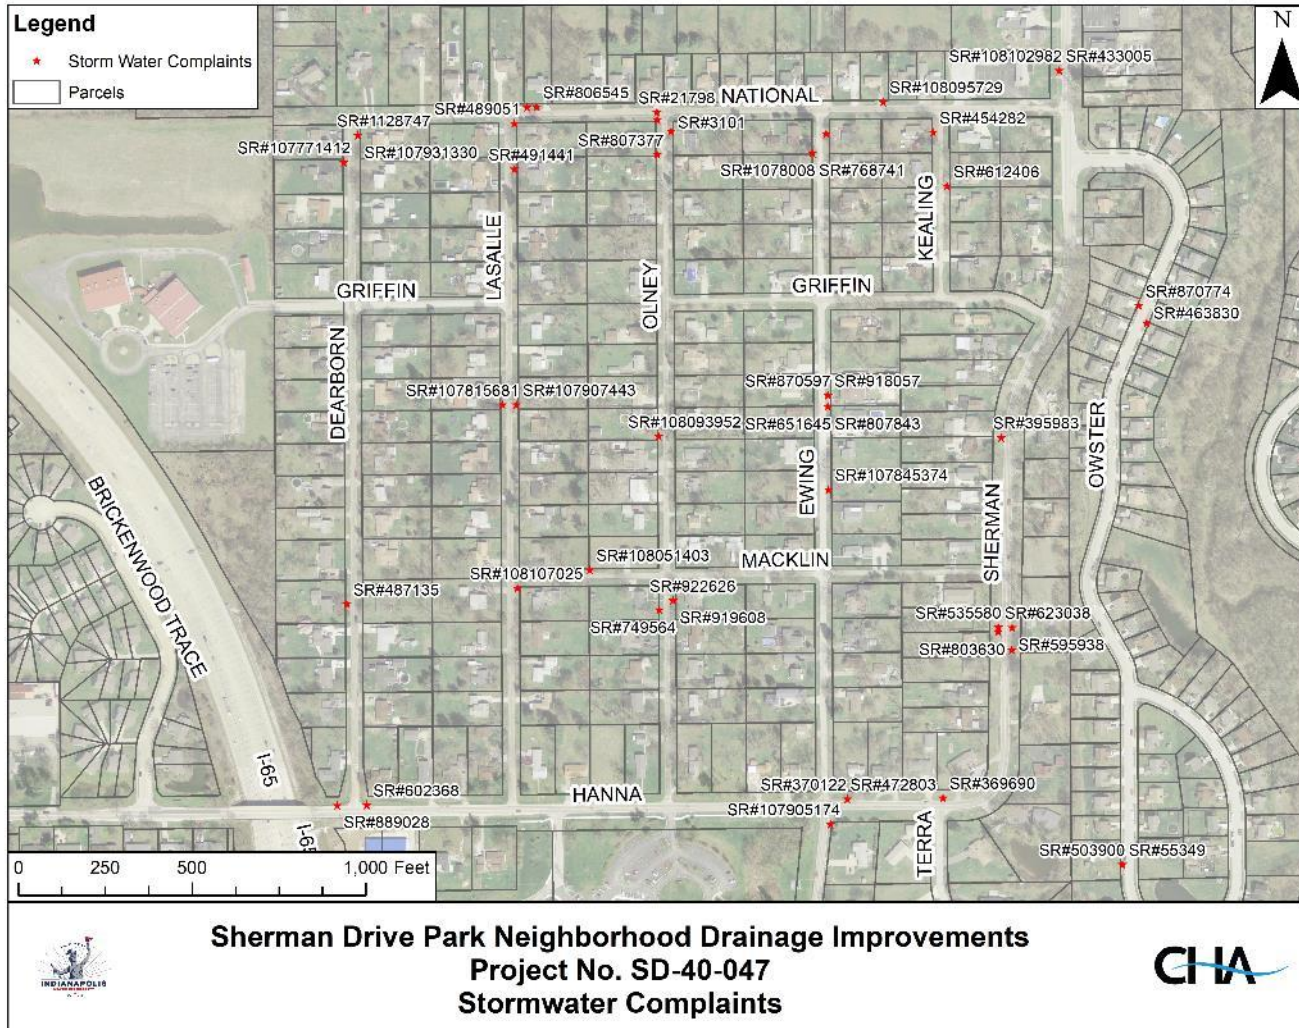 Legend
Storm Water Complaints
Parcels
N
SR#108102982 SR#433005
SR#806545
SR#489051
SR#21798
NATIONAL
SR#108095729
SR#1128747
SR#3101
SR#454282
SR#107771412 SR#107931330
SR#807377
SR#491441
SR#1078008 SR#768741
SR#612406
KEALING
LASALLE
OLNEY
GRIFFIN
GRIFFIN
SR#870774
SR#463830
DEARBORN
SR#870597 SR#918057
SR#107815681 SR#107907443
SR#651645 SR#807843
SR#108093952
SR#395983
OWSTER
EWING
SR#107845374
SHERMAN
BRICKENWOOD TRACE
SR#108051403
MACKLIN
SR#108107025
SR#487135
SR#922626
SR#749564 SR#919608
SR#535580 SR#623038
SR#803630 SR#595938
I-65
HANNA
SR#370122 SR#472803 SR#369690
SR#602368
SR#889028
SR#107905174
I-65
TERRA
SR#503900 SR#55349
0 250 500 1,000 Feet
Sherman Drive Park Neighborhood Drainage Improvements
Project No. SD-40-047
Stormwater Complaints
INDIANAPOLIS
CHA